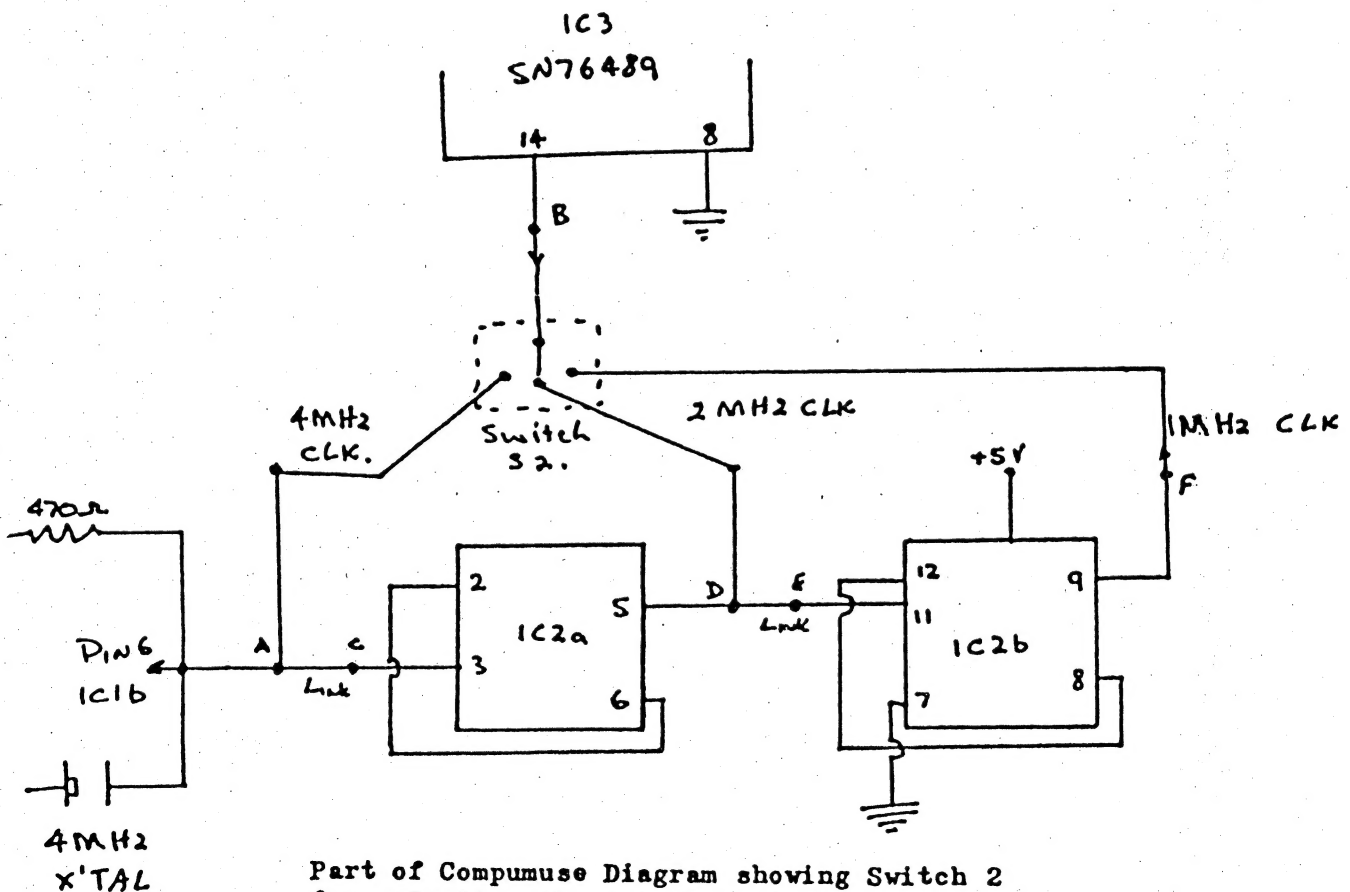 IC3
SN76489
14
8
B
4MHz
CLK.
Switch
S2.
2 MHz CLK
1MHz CLK
+5V
F
470Ω
2
5
IC2a
3
6
D
E
Link
12
11
9
IC2b
8
7
PIN 6
IC1b
A
C
Link
4MHz
X'TAL
Part of Compumuse Diagram showing Switch 2